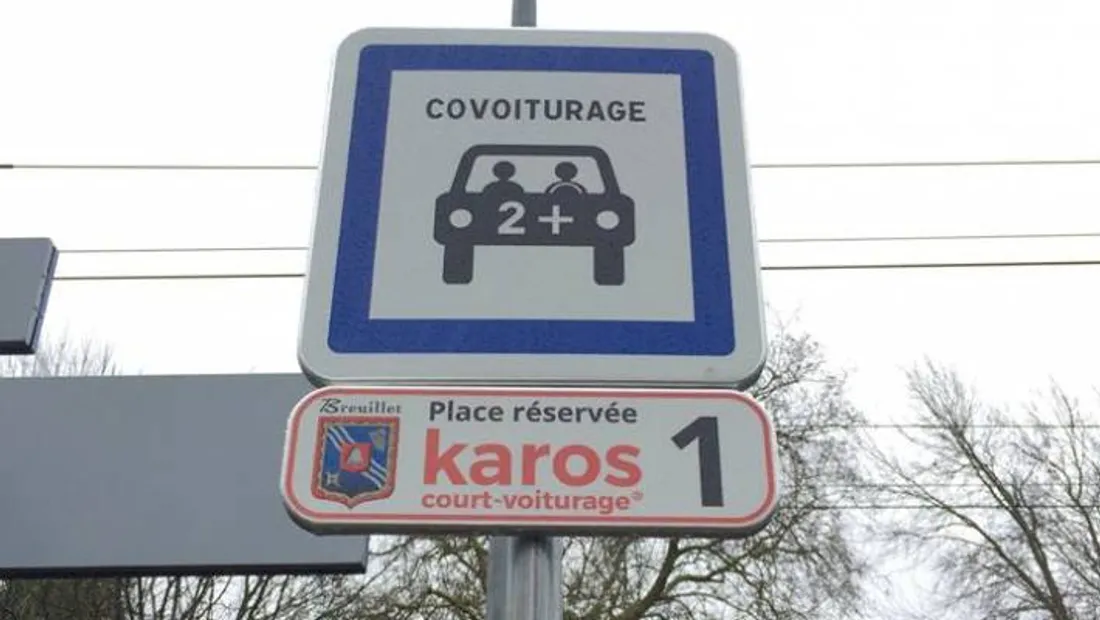 COVOITURAGE
2+
Breuillet
Place réservée
karos
court-voiturage®
1